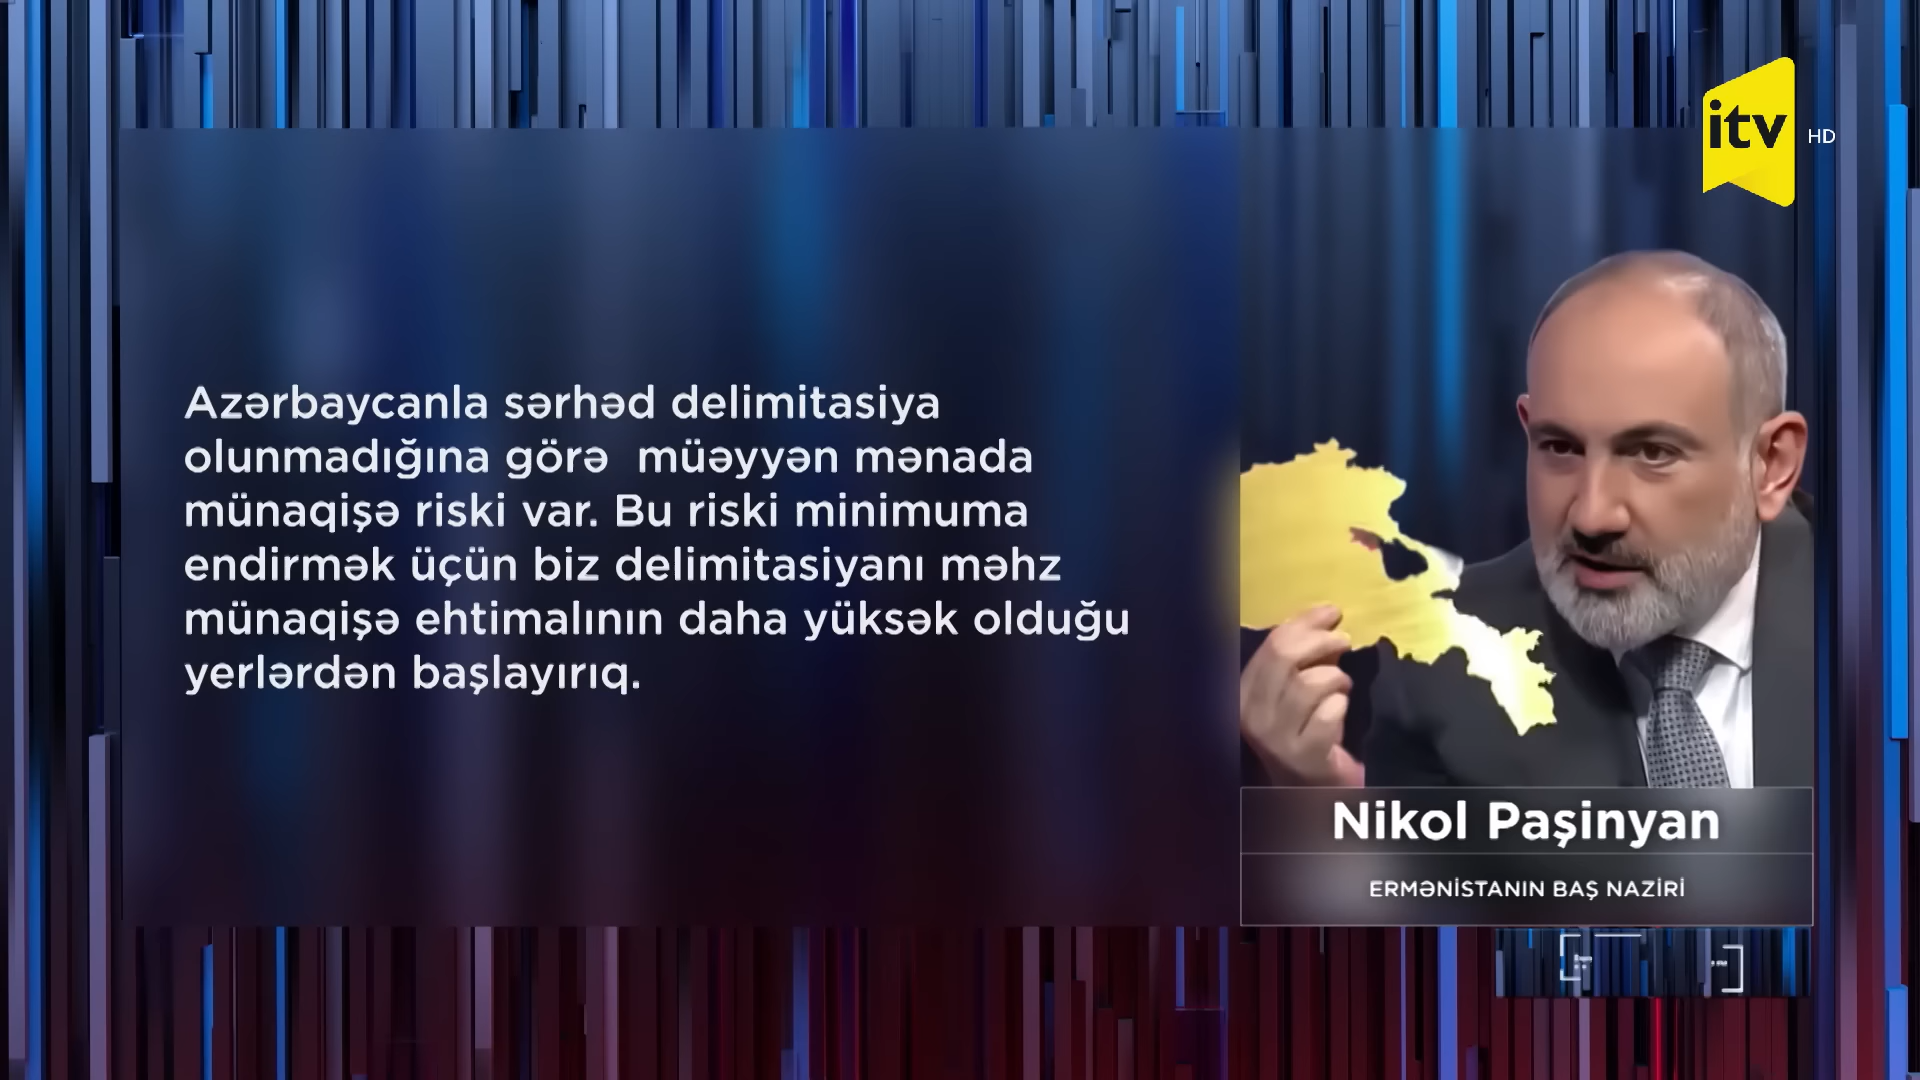 itv HD
Azərbaycanla sərhəd delimitasiya
olunmadığına görə  müəyyən mənada
münaqişə riski var. Bu riski minimuma
endirmək üçün biz delimitasiyanı məhz
münaqişə ehtimalının daha yüksək olduğu
yerlərdən başlayırıq.
Nikol Paşinyan
ERMƏNİSTANIN BAŞ NAZİRİ